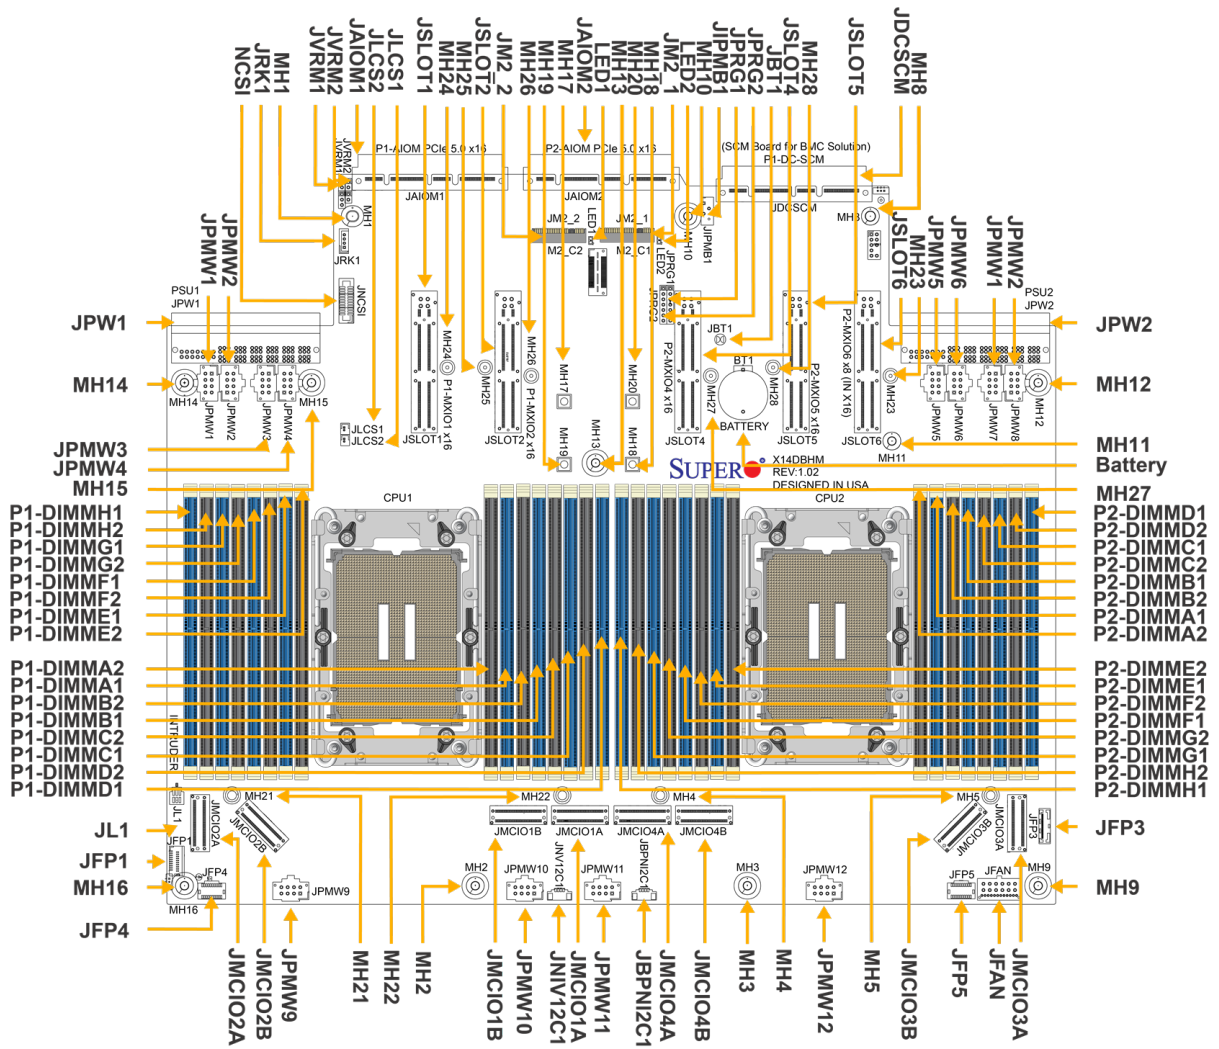 NCSI
JRK1
MH1
JVRM1
JVRM2
JAIOM1
JLCS2
JLCS1
JSLOT1
MH24
MH25
JSLOT_2
JM2_2
MH26
MH19
MH17
JAIOM2
LED1
MH13
MH20
MH18
JM2_1
LED2
MH10
JIPMB1
JPRG1
JPRG2
JBT1
JSLOT4
MH28
JSLOT5
JDCSCM
MH8
P1-AIOM PCIe 5.0 x16
P2-AIOM PCIe 5.0 x16
(SCM Board for BMC Solution)
P1-DC-SCM
JVRM2
JVRM1
JAIOM1
JAIOM2
JDCSCM
MH1
JRK1
JNCSI
JM2_2
M2_C2
LED1
JM2_1
M2_C1
LED2
MH10
JIPMB1
JPRG1
JPRG2
MH3
JPMW1
JPMW2
JSLOT6
MH23
JPMW5
JPMW6
JPMW1
JPMW2
PSU1
JPW1
PSU2
JPW2
JPW1
JPW2
MH14
MH12
MH14
JPMW1
JPMW2
JPMW3
JPMW4
MH15
JLCS1
JLCS2
MH24
P1-MXIO1 x16
JSLOT1
MH25
MH26
P1-MXIO2 x16
JSLOT2
MH17
MH20
MH19
MH13
MH18
P2-MXIO4 x16
JSLOT4
MH27
JBT1
BT1
BATTERY
MH28
P2-MXIO5 x16
JSLOT5
P2-MXIO6 x8 (IN X16)
JSLOT6
MH23
MH11
JPMW5
JPMW6
JPMW7
JPMW8
MH12
JPMW3
JPMW4
MH15
MH11
Battery
MH27
SUPER
X14DBHM
REV:1.02
DESIGNED IN USA
CPU1
CPU2
P1-DIMMH1
P1-DIMMH2
P1-DIMMG1
P1-DIMMG2
P1-DIMMF1
P1-DIMMF2
P1-DIMME1
P1-DIMME2
P1-DIMMA2
P1-DIMMA1
P1-DIMMB2
P1-DIMMB1
P1-DIMMC2
P1-DIMMC1
P1-DIMMD2
P1-DIMMD1
P2-DIMMD1
P2-DIMMD2
P2-DIMMC1
P2-DIMMC2
P2-DIMMB1
P2-DIMMB2
P2-DIMMA1
P2-DIMMA2
P2-DIMME2
P2-DIMME1
P2-DIMMF2
P2-DIMMF1
P2-DIMMG2
P2-DIMMG1
P2-DIMMH2
P2-DIMMH1
INTRUDER
JL1
JMCIO2A
MH21
JMCIO2B
MH22
JMCIO1B
JMCIO1A
MH4
JMCIO4A
JMCIO4B
MH5
JMCIO3B
JMCIO3A
JFP3
JL1
JFP1
MH16
JFP4
JFP3
MH9
JFP1
JFP4
MH16
JPMW9
MH2
JPMW10
JNV12C1
JPMW11
JBPNI2C1
MH3
JPMW12
JFP5
JFAN
MH9
JMCIO2A
JMCIO2B
JPMW9
MH21
MH22
MH2
JMCIO1B
JPMW10
JNIV12C1
JMCIO1A
JPMW11
JBPNI2C1
JMCIO4A
JMCIO4B
MH3
MH4
JPMW12
MH5
JMCIO3B
JFP5
JFAN
JMCIO3A